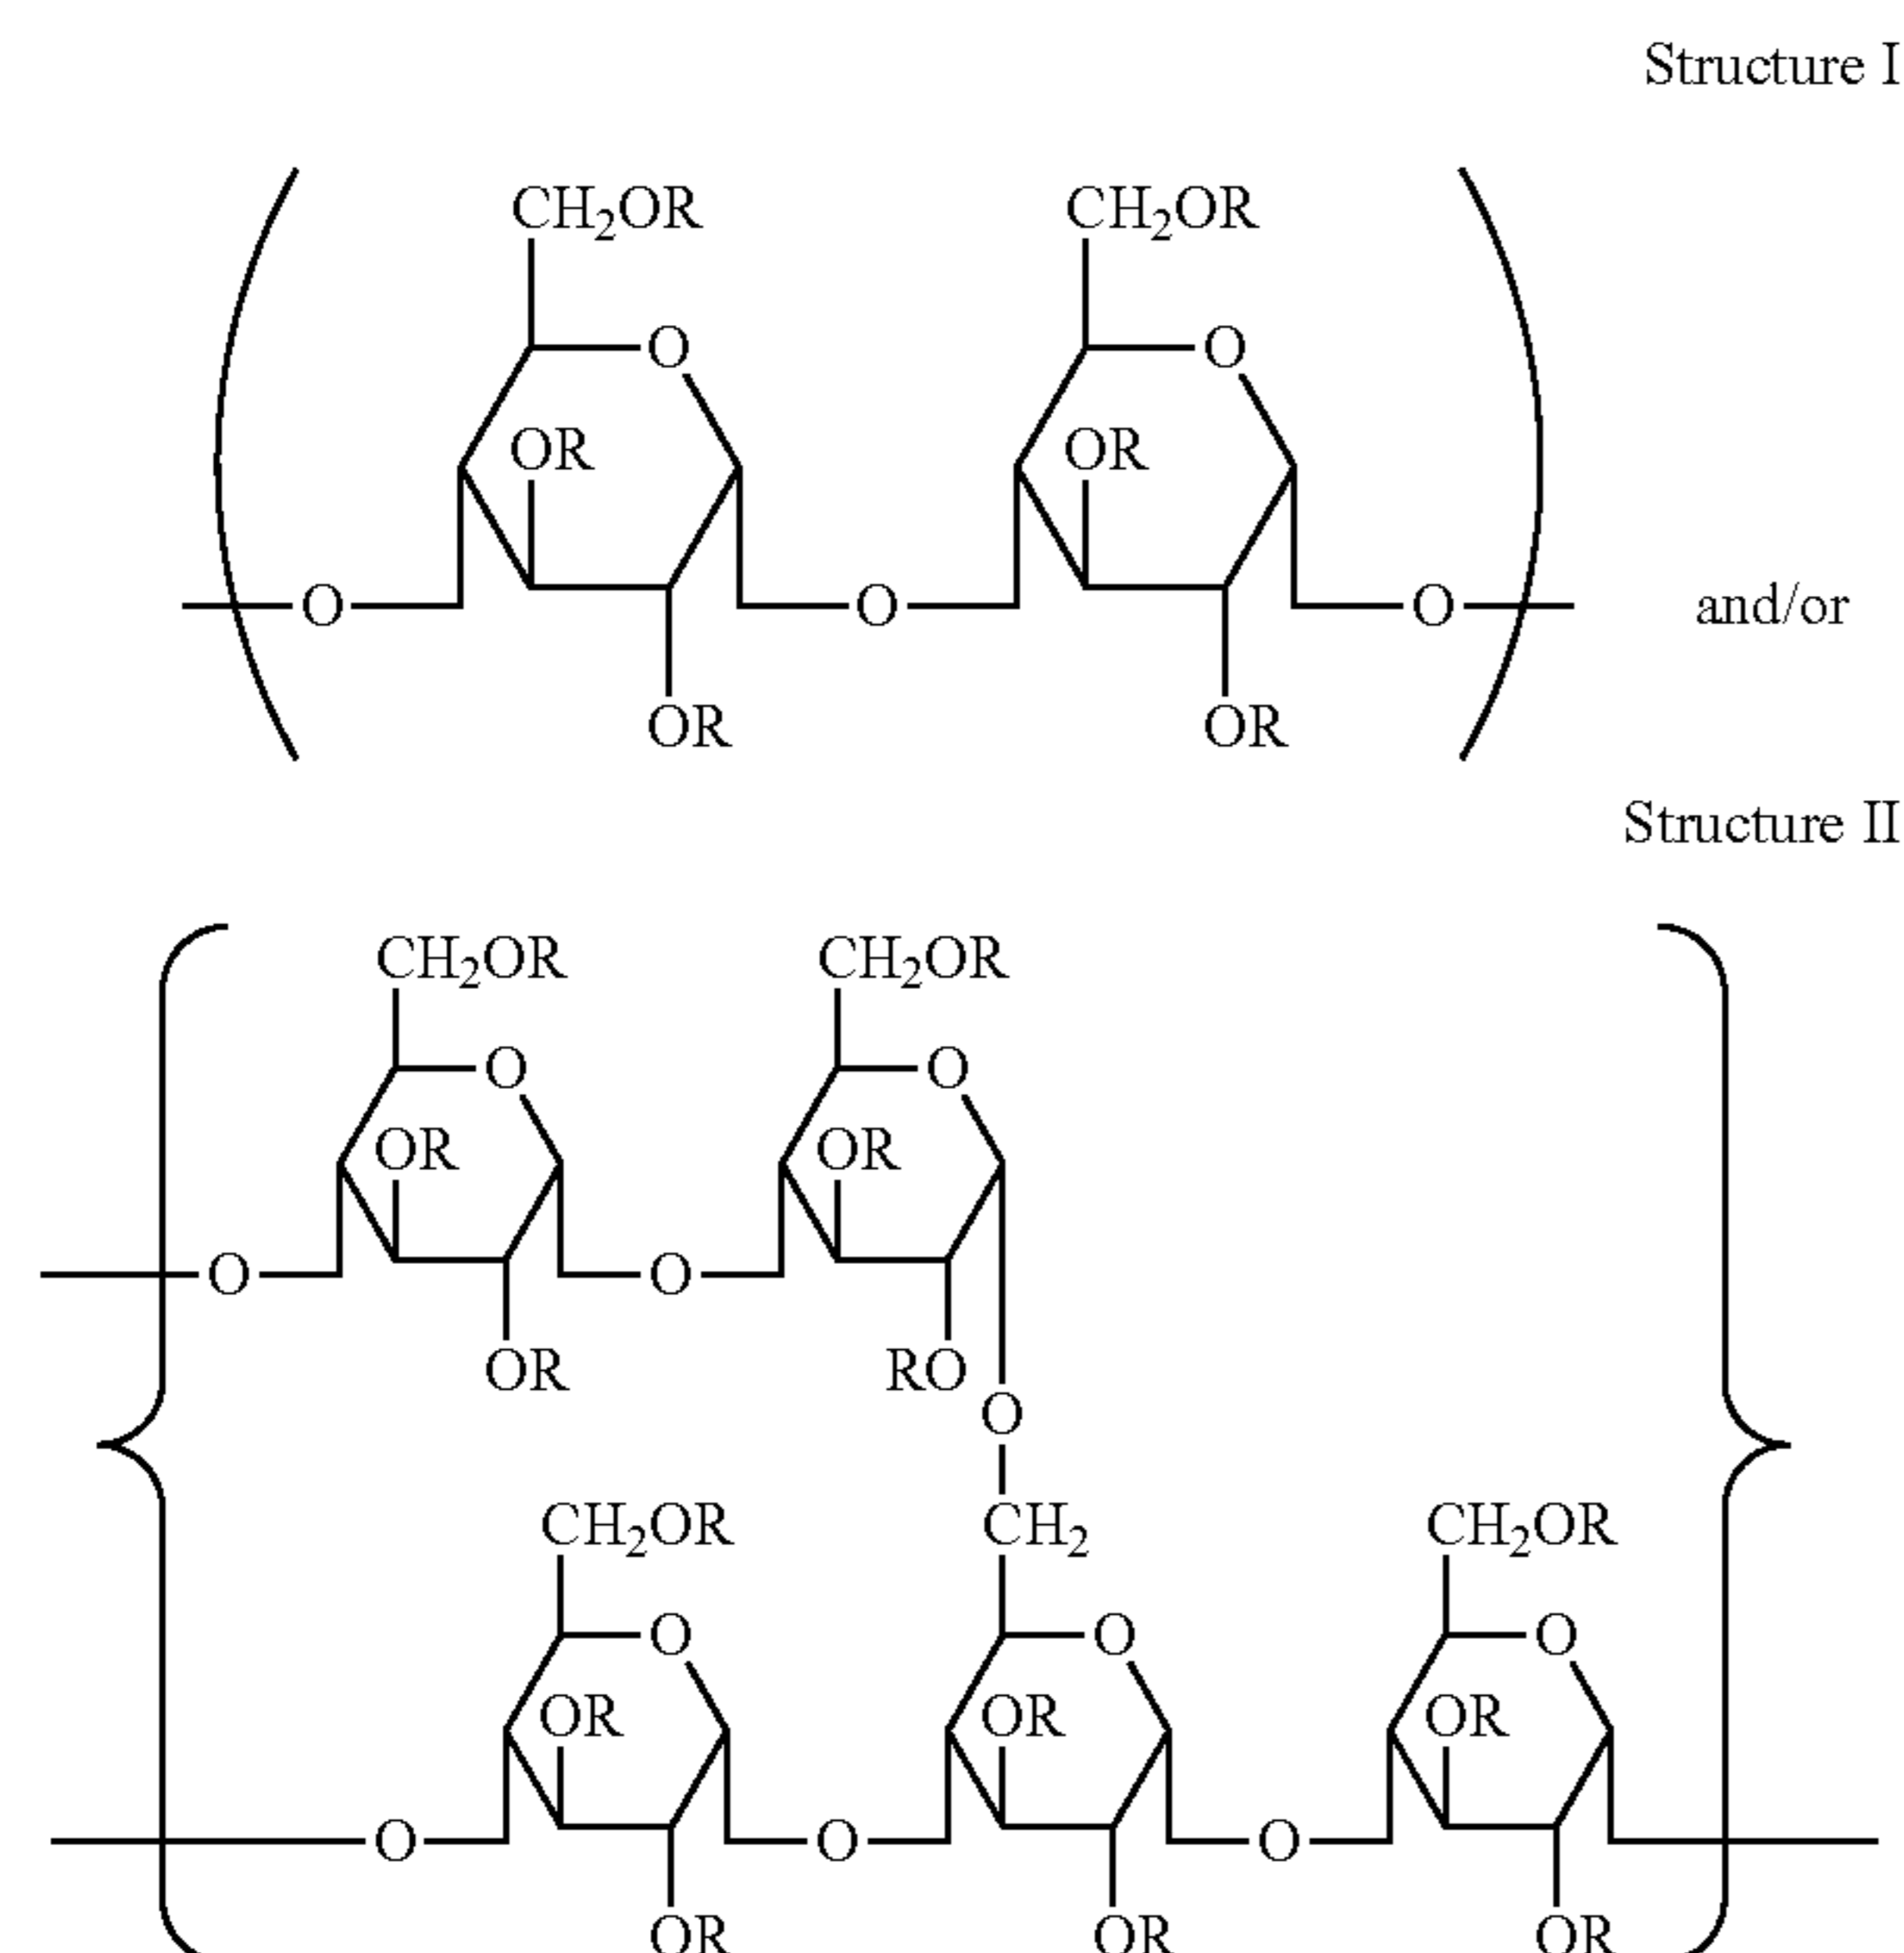 Structure I
CH₂OR CH₂OR
O O
OR OR
O O O and/or
OR OR
Structure II
CH₂OR CH₂OR
O O
OR OR
O O
OR RO
O
CH₂OR CH₂ CH₂OR
O O O
OR OR OR
O O O
OR OR OR